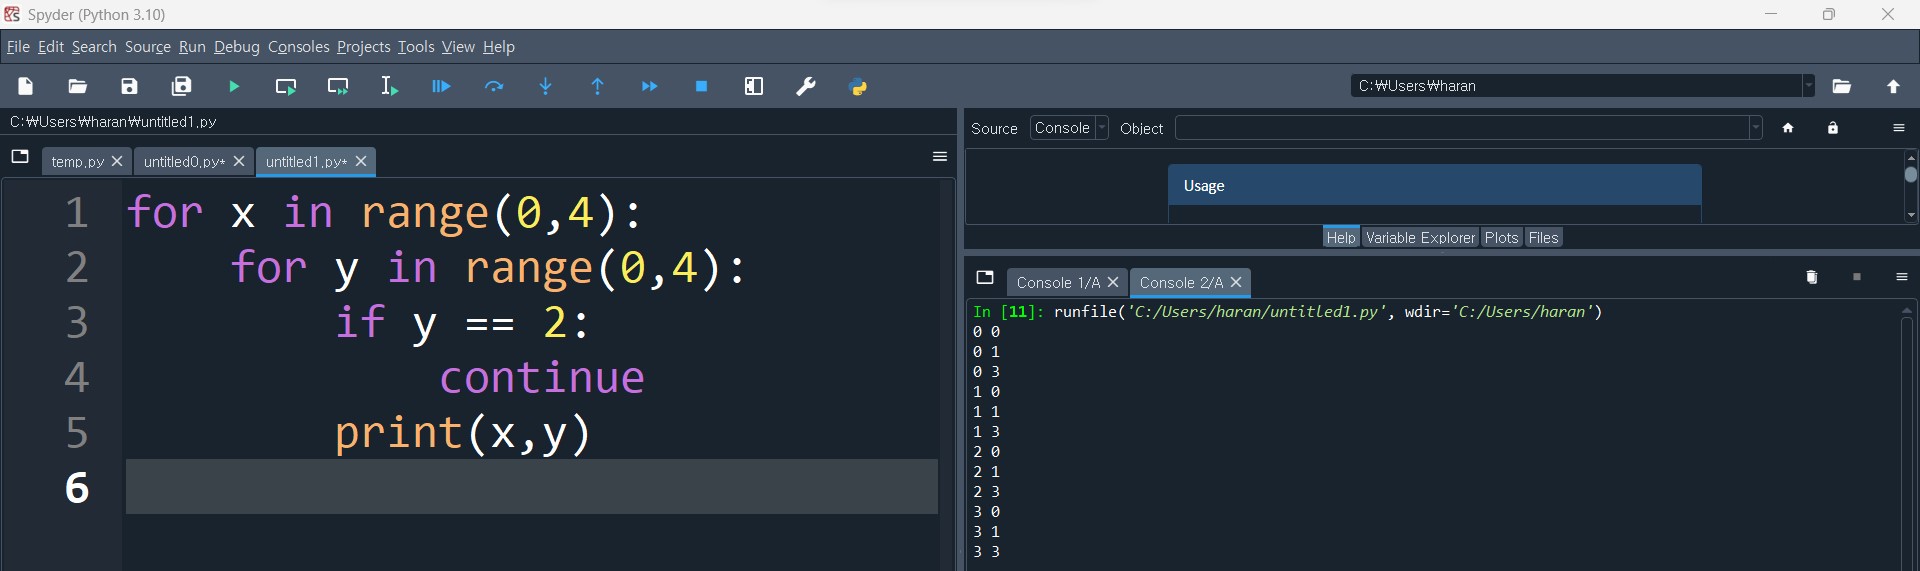 Spyder (Python 3.10)
File Edit Search Source Run Debug Consoles Projects Tools View Help
C:₩Users₩haran
C:₩Users₩haran₩untitled1.py
temp.py
untitled0.py*
untitled1.py*
1 for x in range(0,4):
2     for y in range(0,4):
3         if y == 2:
4             continue
5         print(x,y)
6
Source Console Object
Usage
Help Variable Explorer Plots Files
Console 1/A
Console 2/A
In [11]: runfile('C:/Users/haran/untitled1.py', wdir='C:/Users/haran')
0 0
0 1
0 3
1 0
1 1
1 3
2 0
2 1
2 3
3 0
3 1
3 3